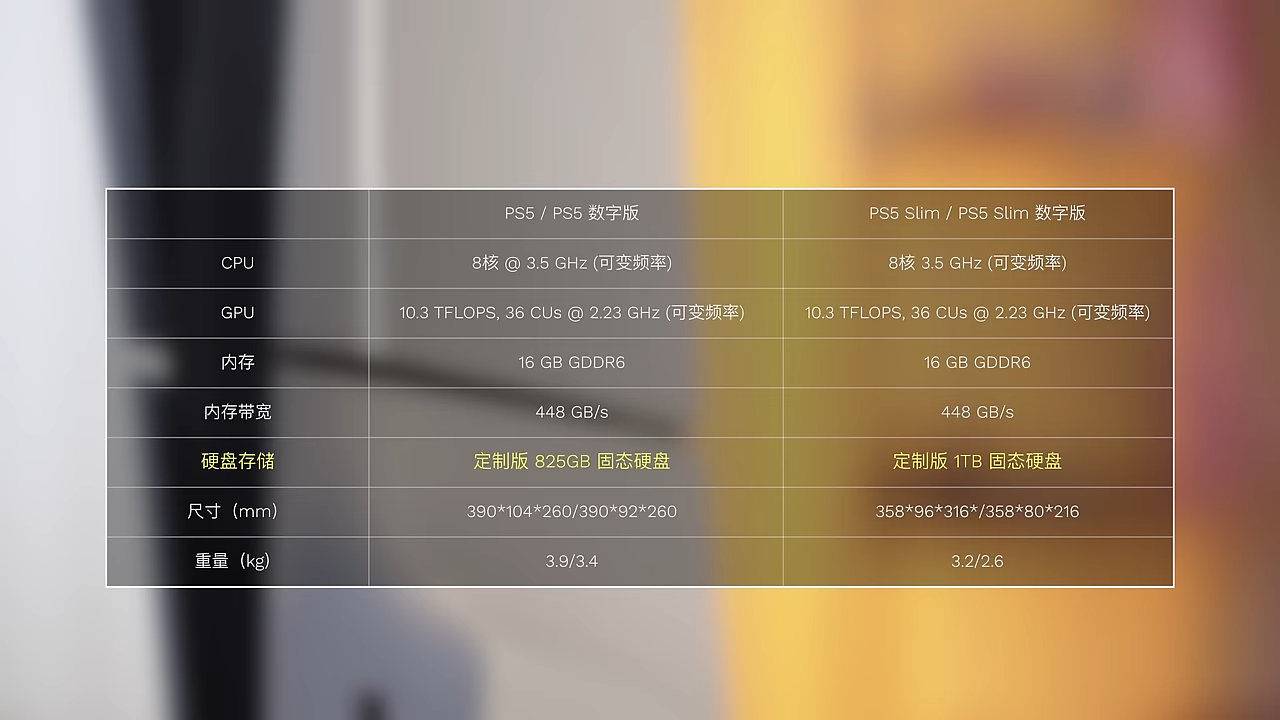 PS5 / PS5 数字版 PS5 Slim / PS5 Slim 数字版
CPU 8核 @ 3.5 GHz (可变频率) 8核 3.5 GHz (可变频率)
GPU 10.3 TFLOPS, 36 CUs @ 2.23 GHz (可变频率) 10.3 TFLOPS, 36 CUs @ 2.23 GHz (可变频率)
内存 16 GB GDDR6 16 GB GDDR6
内存带宽 448 GB/s 448 GB/s
硬盘存储 定制版 825GB 固态硬盘 定制版 1TB 固态硬盘
尺寸（mm） 390*104*260/390*92*260 358*96*316*/358*80*216
重量（kg） 3.9/3.4 3.2/2.6